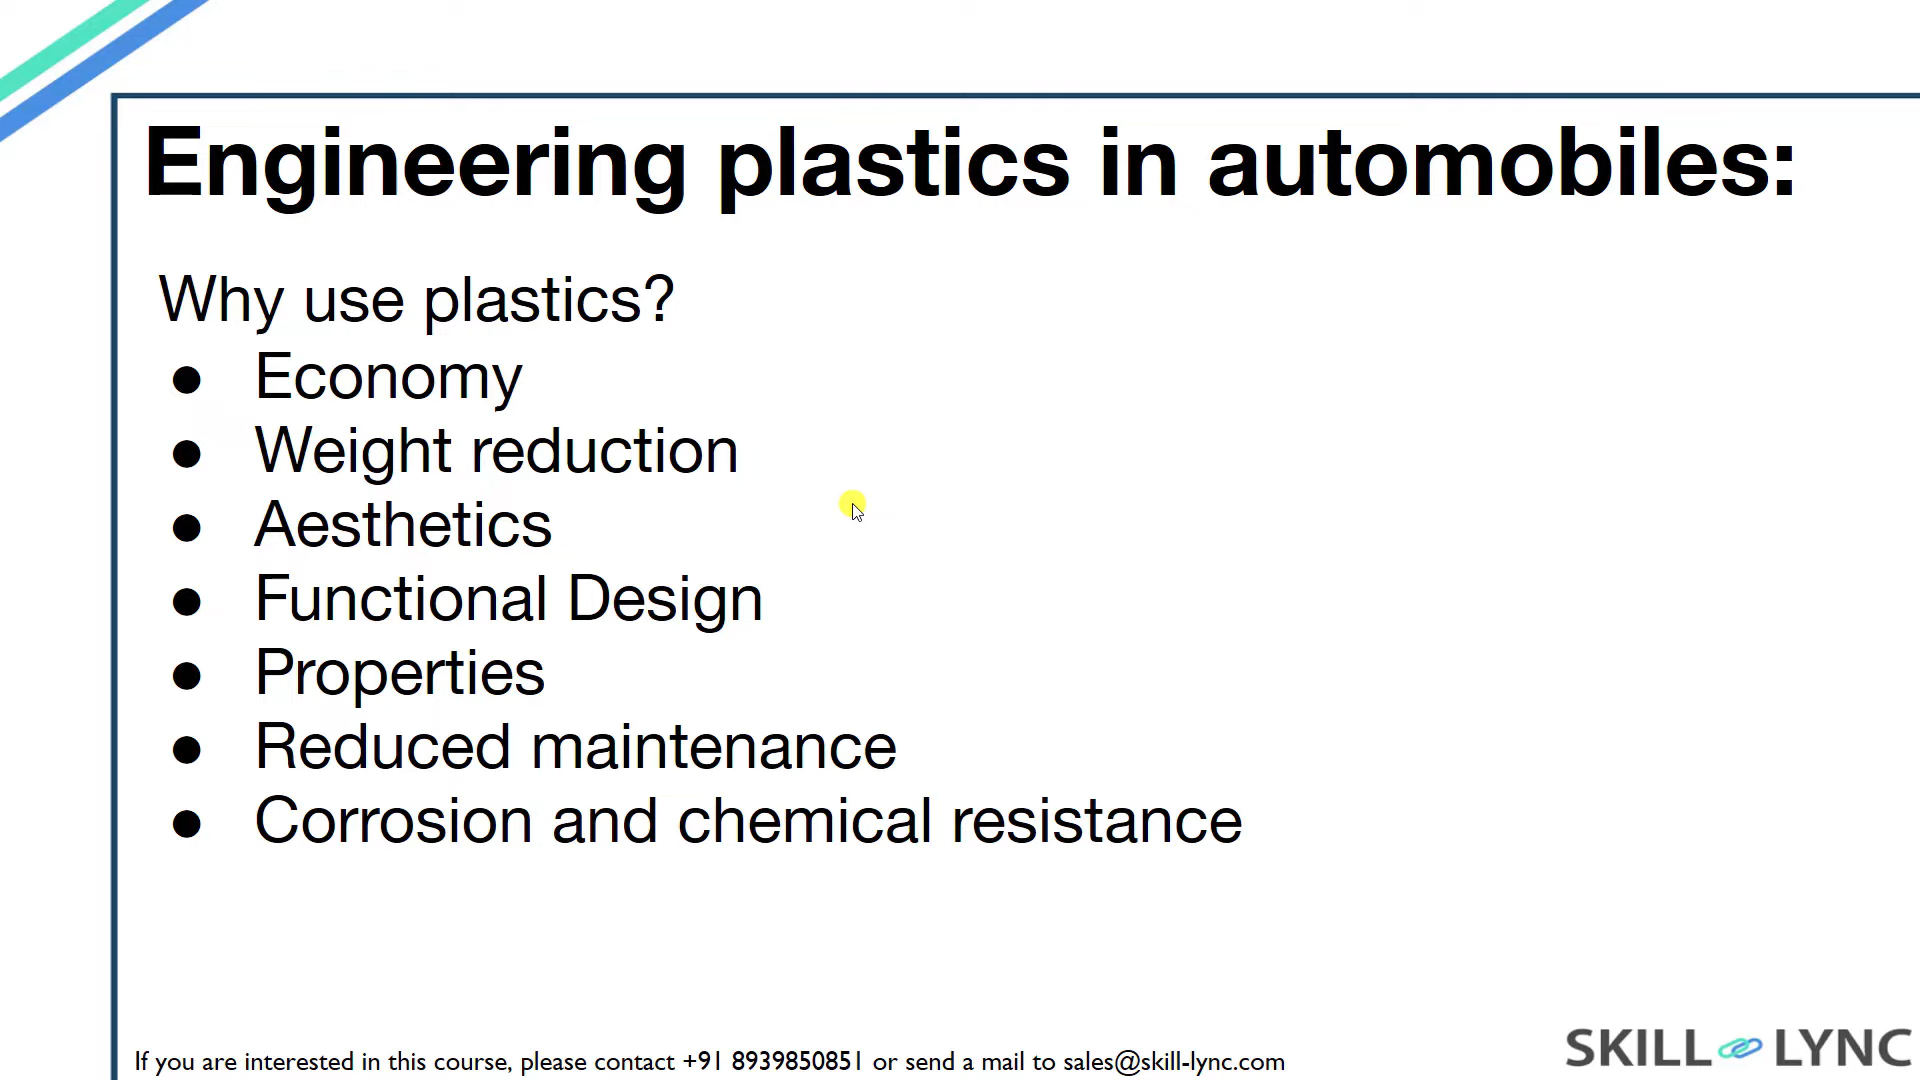 Engineering plastics in automobiles:
Why use plastics?
● Economy
● Weight reduction
● Aesthetics
● Functional Design
● Properties
● Reduced maintenance
● Corrosion and chemical resistance
If you are interested in this course, please contact +91 8939850851 or send a mail to sales@skill-lync.com
SKILL LYNC